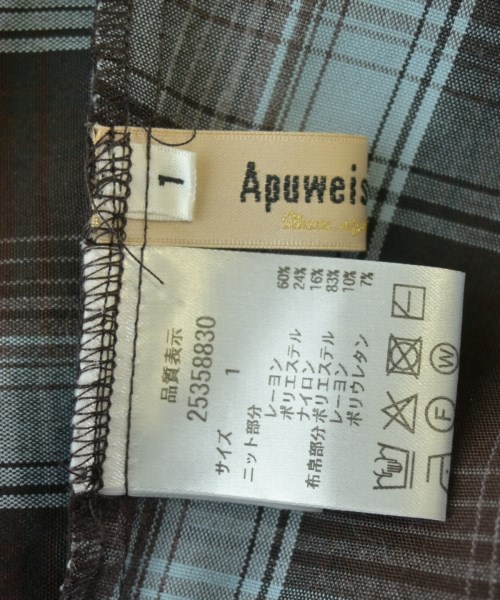 1
Apuweis
品質表示
25358830
サイズ 1
ニット部分 レーヨン 60%
ポリエステル 24%
ナイロン 16%
布帛部分 ポリエステル 83%
レーヨン 10%
ポリウレタン 7%
W
F